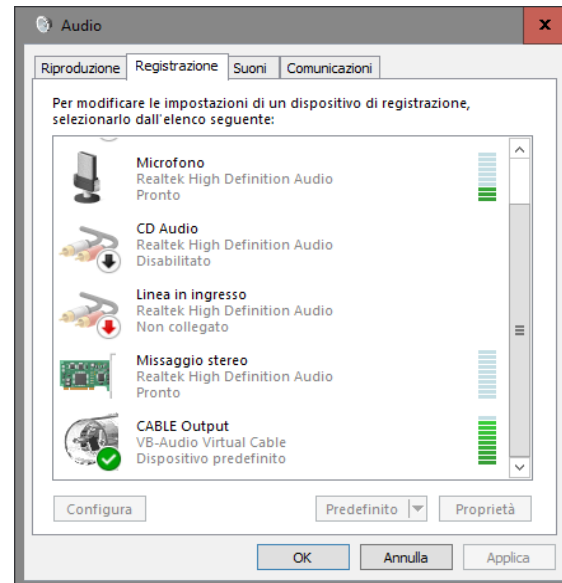 Audio
Riproduzione Registrazione Suoni Comunicazioni
Per modificare le impostazioni di un dispositivo di registrazione,
selezionarlo dall'elenco seguente:
Microfono
Realtek High Definition Audio
Pronto
CD Audio
Realtek High Definition Audio
Disabilitato
Linea in ingresso
Realtek High Definition Audio
Non collegato
Missaggio stereo
Realtek High Definition Audio
Pronto
CABLE Output
VB-Audio Virtual Cable
Dispositivo predefinito
Configura Predefinito Proprietà
OK Annulla Applica